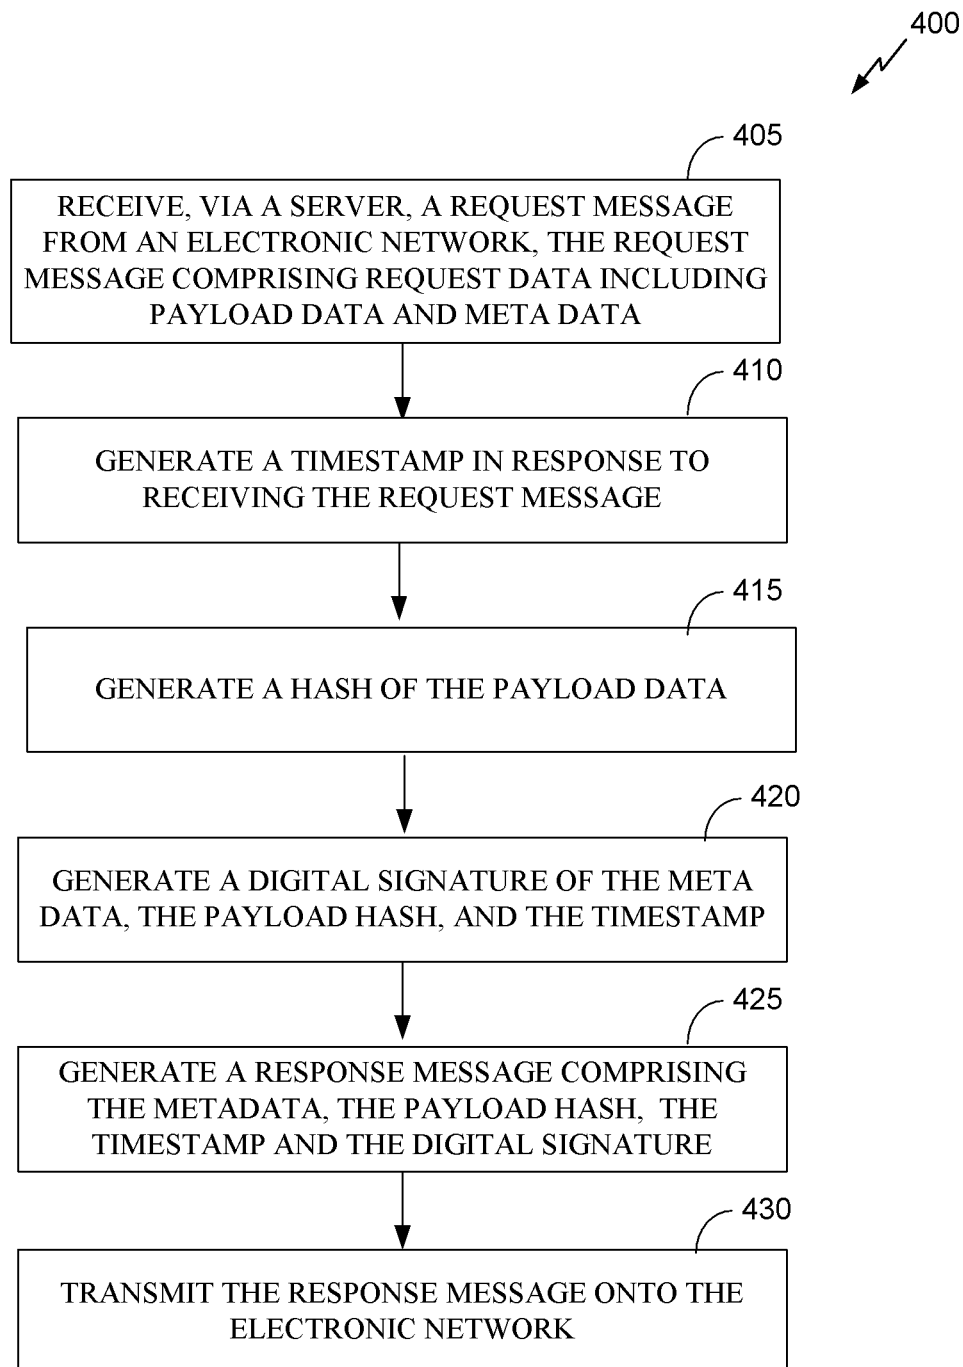 400
405
RECEIVE, VIA A SERVER, A REQUEST MESSAGE
FROM AN ELECTRONIC NETWORK, THE REQUEST
MESSAGE COMPRISING REQUEST DATA INCLUDING
PAYLOAD DATA AND META DATA
410
GENERATE A TIMESTAMP IN RESPONSE TO
RECEIVING THE REQUEST MESSAGE
415
GENERATE A HASH OF THE PAYLOAD DATA
420
GENERATE A DIGITAL SIGNATURE OF THE META
DATA, THE PAYLOAD HASH, AND THE TIMESTAMP
425
GENERATE A RESPONSE MESSAGE COMPRISING
THE METADATA, THE PAYLOAD HASH, THE
TIMESTAMP AND THE DIGITAL SIGNATURE
430
TRANSMIT THE RESPONSE MESSAGE ONTO THE
ELECTRONIC NETWORK